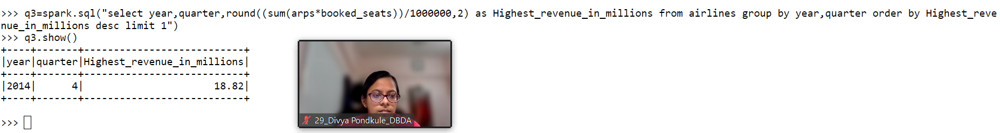 >>> q3=spark.sql("select year,quarter,round((sum(arps*booked_seats))/1000000,2) as Highest_revenue_in_millions from airlines group by year,quarter order by Highest_reve
nue_in_millions desc limit 1")
>>> q3.show()
+----+-------+---------------------------+
|year|quarter|Highest_revenue_in_millions|
+----+-------+---------------------------+
|2014|      4|                      18.82|
+----+-------+---------------------------+
>>>
29_Divya Pondkule_DBDA